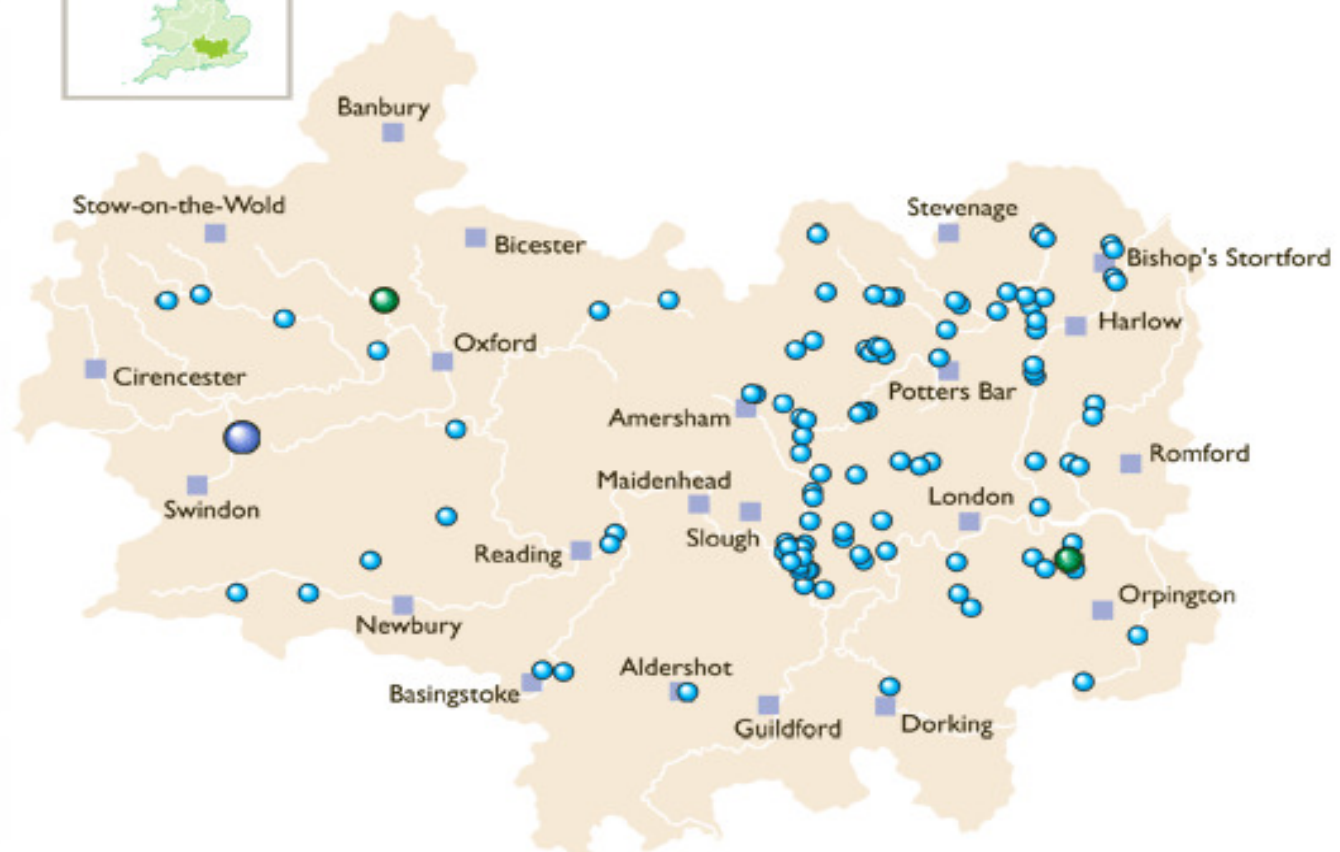 Banbury
Stow-on-the-Wold
Stevenage
Bicester
Bishop's Stortford
Harlow
Oxford
Cirencester
Potters Bar
Amersham
Romford
Maidenhead
London
Swindon
Slough
Reading
Orpington
Newbury
Aldershot
Basingstoke
Guildford
Dorking